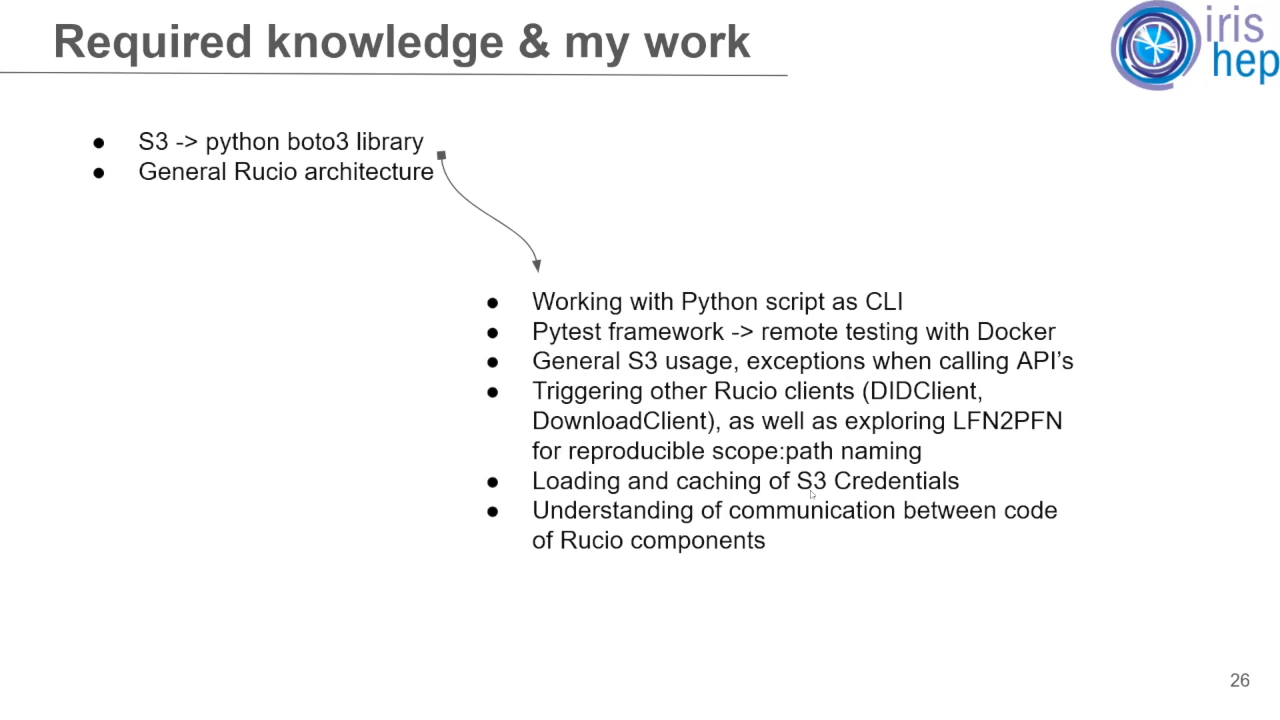 Required knowledge & my work
iris
hep
● S3 -> python boto3 library
● General Rucio architecture
● Working with Python script as CLI
● Pytest framework -> remote testing with Docker
● General S3 usage, exceptions when calling API’s
● Triggering other Rucio clients (DIDClient,
DownloadClient), as well as exploring LFN2PFN
for reproducible scope:path naming
● Loading and caching of S3 Credentials
● Understanding of communication between code
of Rucio components
26